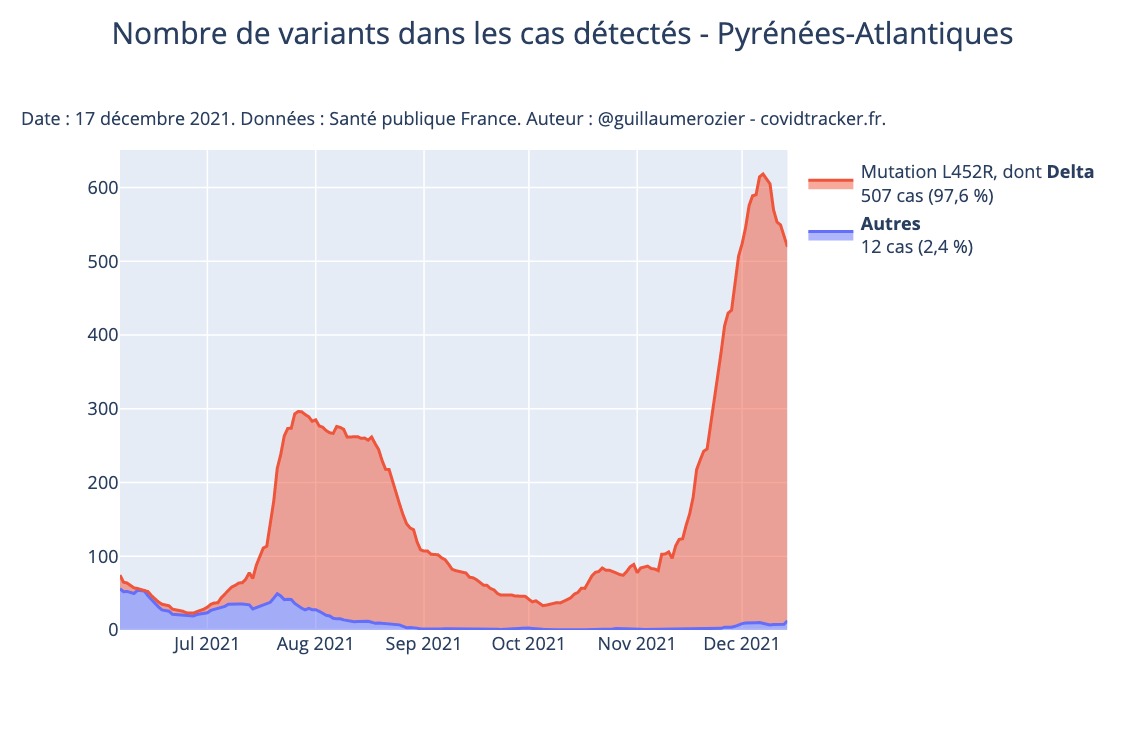 Nombre de variants dans les cas détectés - Pyrénées-Atlantiques
Date : 17 décembre 2021. Données : Santé publique France. Auteur : @guillaumerozier - covidtracker.fr.
Mutation L452R, dont Delta
507 cas (97,6 %)
Autres
12 cas (2,4 %)
600
500
400
300
200
100
0
Jul 2021
Aug 2021
Sep 2021
Oct 2021
Nov 2021
Dec 2021